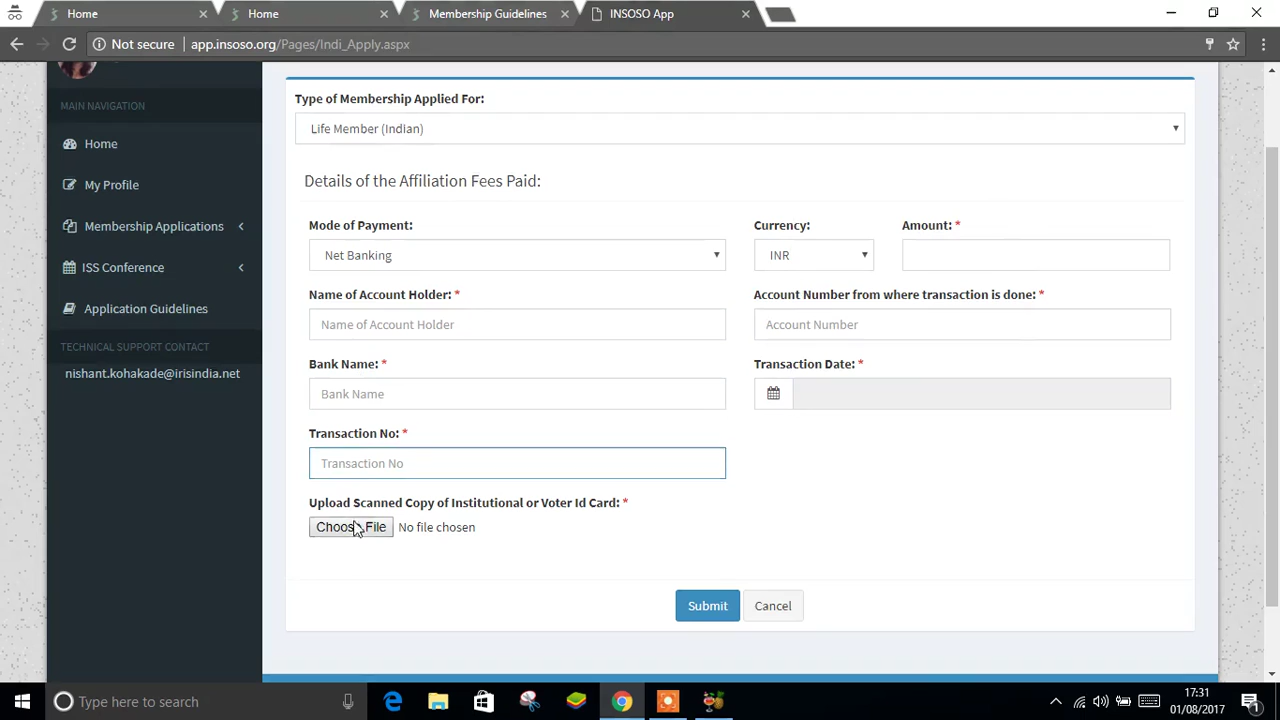 Home
Home
Membership Guidelines
INSOSO App
Not secure
app.insoso.org/Pages/Indi_Apply.aspx
MAIN NAVIGATION
Home
My Profile
Membership Applications
ISS Conference
Application Guidelines
TECHNICAL SUPPORT CONTACT
nishant.kohakade@irisindia.net
Type of Membership Applied For:
Life Member (Indian)
Details of the Affiliation Fees Paid:
Mode of Payment:
Currency:
Amount: *
Net Banking
INR
Name of Account Holder: *
Account Number from where transaction is done: *
Name of Account Holder
Account Number
Bank Name: *
Transaction Date: *
Bank Name
Transaction No: *
Transaction No
Upload Scanned Copy of Institutional or Voter Id Card: *
Choose File No file chosen
Submit
Cancel
Type here to search
17:31
01/08/2017
1